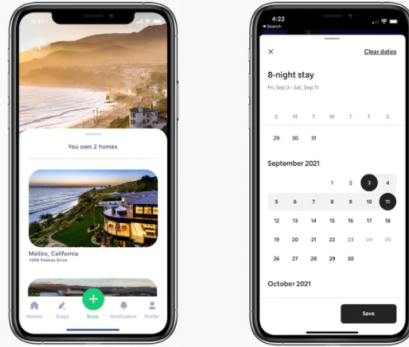 You own 2 homes
Malibu, California
1256 Palmas Drive
Homes
Stays
Book
Notification
Profile
4:22
Search
Clear dates
8-night stay
Fri, Sep 3 - Sat, Sep 11
S M T W T F S
29 30 31
September 2021
1 2 3 4
5 6 7 8 9 10 11
12 13 14 15 16 17 18
19 20 21 22 23 24 25
26 27 28 29 30
October 2021
Save